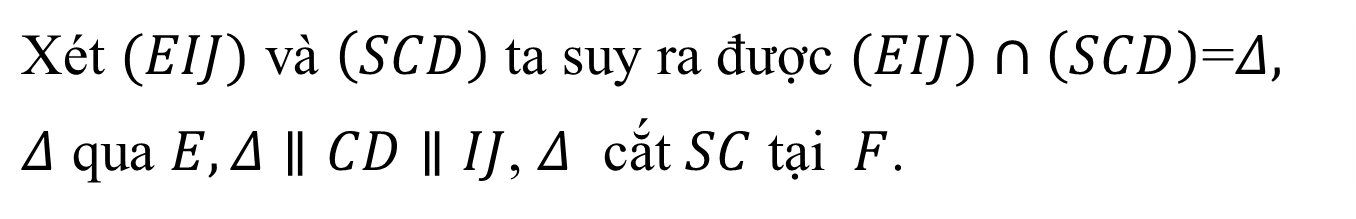 Xét (EIJ) và (SCD) ta suy ra được (EIJ) ∩ (SCD)=Δ,
Δ qua E, Δ ∥ CD ∥ IJ, Δ cắt SC tại F.